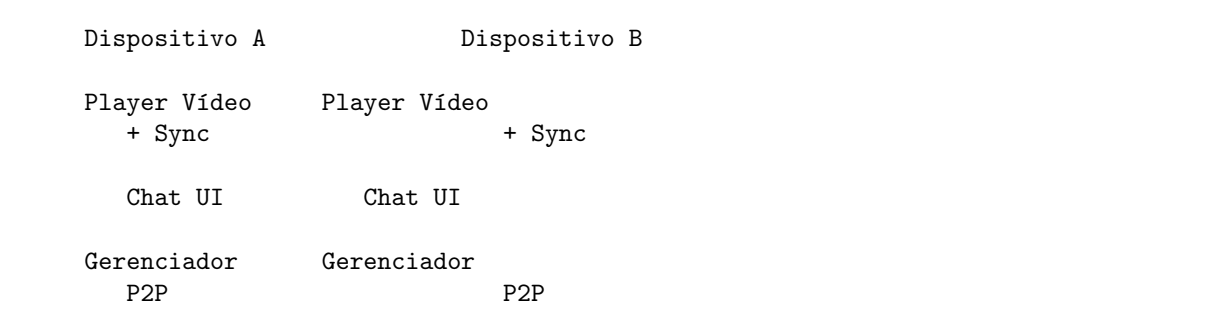 Dispositivo A Dispositivo B
Player Vídeo Player Vídeo
+ Sync + Sync
Chat UI Chat UI
Gerenciador Gerenciador
P2P P2P